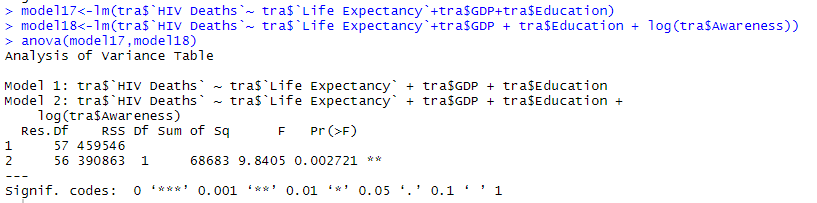 > model17<-lm(tra$`HIV Deaths`~ tra$`Life Expectancy`+tra$GDP+tra$Education)
> model18<-lm(tra$`HIV Deaths`~ tra$`Life Expectancy`+tra$GDP + tra$Education + log(tra$Awareness))
> anova(model17,model18)
Analysis of Variance Table

Model 1: tra$`HIV Deaths` ~ tra$`Life Expectancy` + tra$GDP + tra$Education
Model 2: tra$`HIV Deaths` ~ tra$`Life Expectancy` + tra$GDP + tra$Education +
    log(tra$Awareness)
  Res.Df    RSS Df Sum of Sq      F   Pr(>F)
1     57 459546
2     56 390863  1     68683 9.8405 0.002721 **
---
Signif. codes:  0 ‘***’ 0.001 ‘**’ 0.01 ‘*’ 0.05 ‘.’ 0.1 ‘ ’ 1